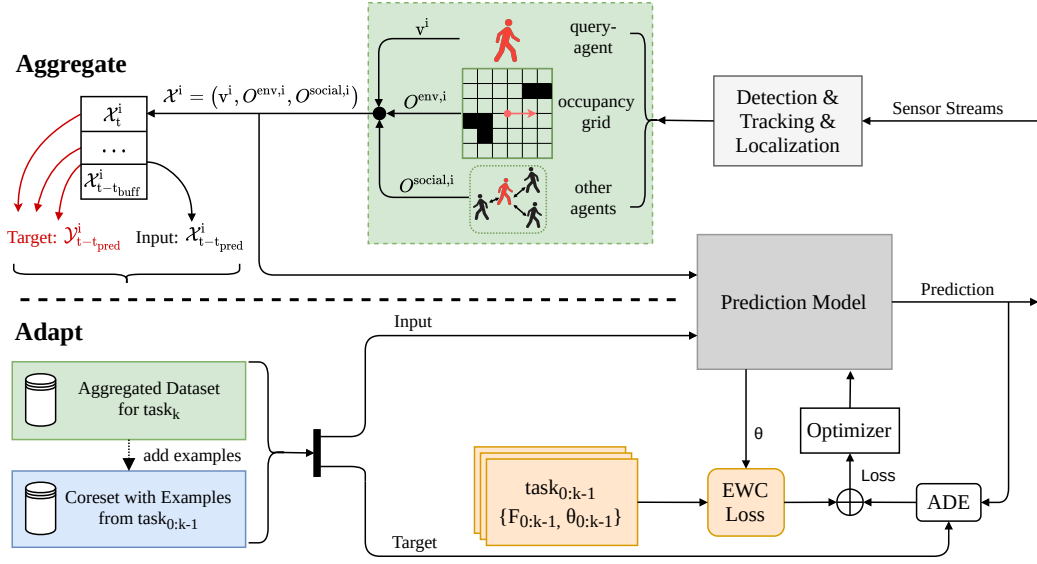 Aggregate
𝒳ⁱ = (vⁱ, O^env,i, O^social,i)
𝒳ⁱ_t
...
𝒳ⁱ_t−t_buff
Target: 𝒴ⁱ_t−t_pred
Input: 𝒳ⁱ_t−t_pred
vⁱ
query-
agent
O^env,i
occupancy
grid
O^social,i
other
agents
Detection &
Tracking &
Localization
Sensor Streams
Prediction Model
Prediction
Adapt
Input
Aggregated Dataset
for task_k
add examples
Coreset with Examples
from task_0:k-1
Target
task_0:k-1
{F_0:k-1, θ_0:k-1}
θ
EWC
Loss
Optimizer
Loss
ADE